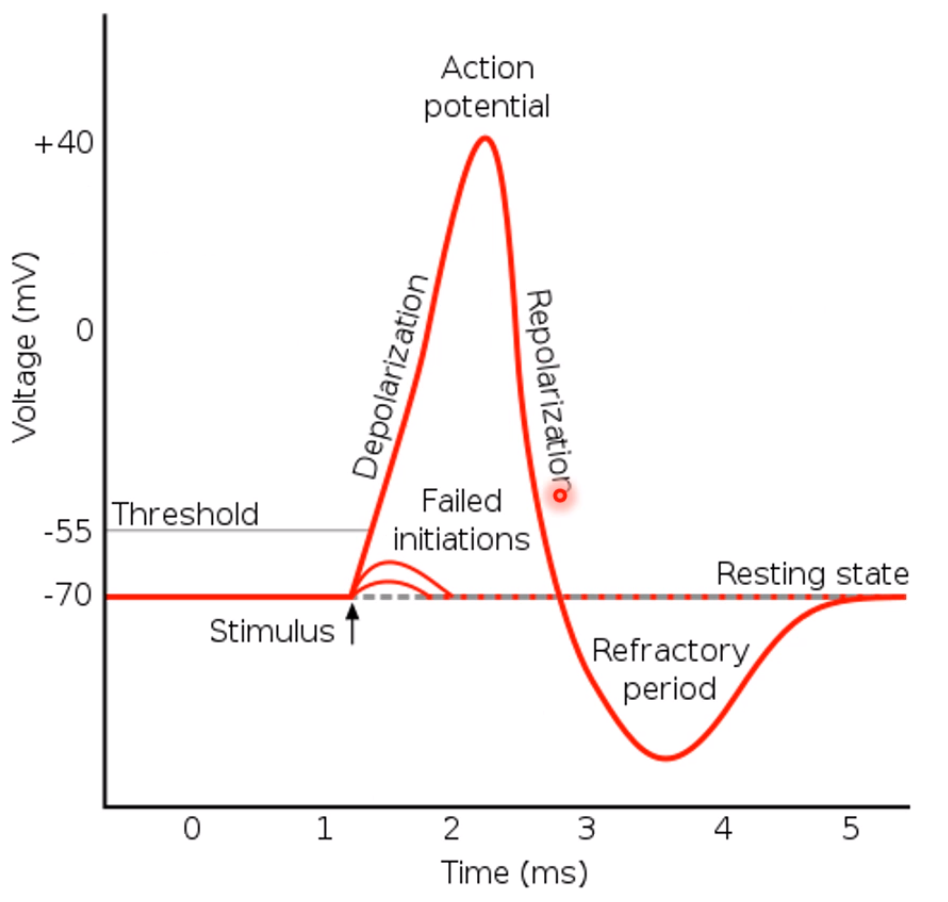 Action
potential
+40
Voltage (mV)
0
Depolarization
Repolarization
Failed
initiations
Threshold
-55
-70
Resting state
Stimulus
Refractory
period
0 1 2 3 4 5
Time (ms)